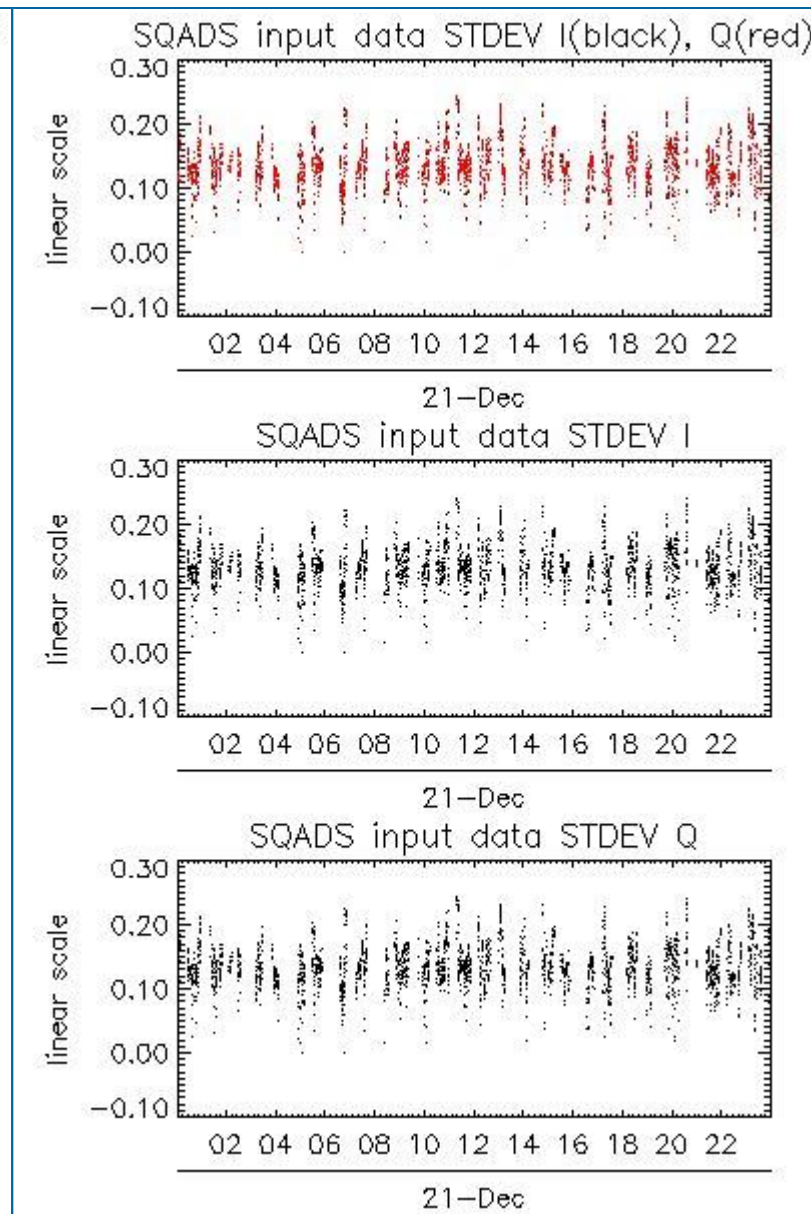 SQADS input data STDEV I(black), Q(red)
0.30
0.20
0.10
0.00
-0.10
linear scale
02 04 06 08 10 12 14 16 18 20 22
21-Dec
SQADS input data STDEV I
0.30
0.20
0.10
0.00
-0.10
linear scale
02 04 06 08 10 12 14 16 18 20 22
21-Dec
SQADS input data STDEV Q
0.30
0.20
0.10
0.00
-0.10
linear scale
02 04 06 08 10 12 14 16 18 20 22
21-Dec